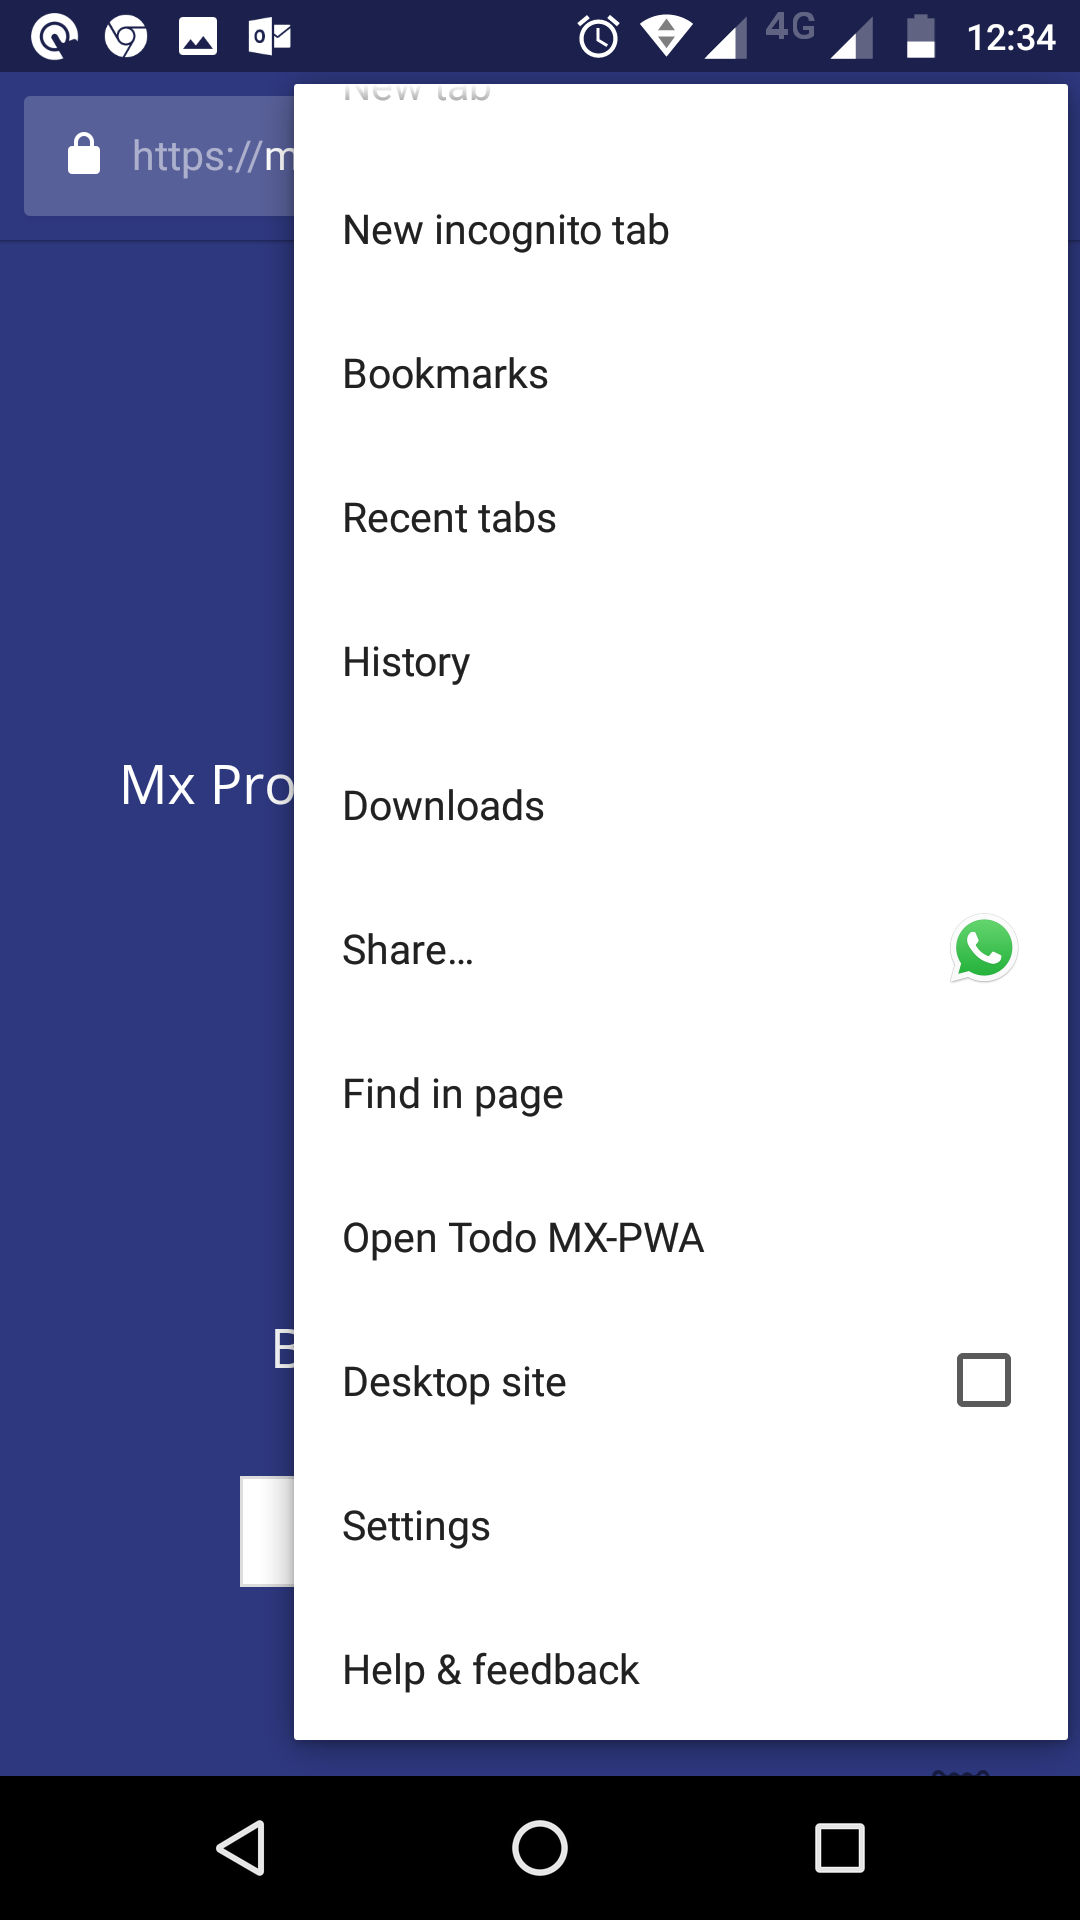 4G
12:34
https://m
New tab
New incognito tab
Bookmarks
Recent tabs
History
Mx Pro
Downloads
Share...
Find in page
Open Todo MX-PWA
B
Desktop site
Settings
Help & feedback